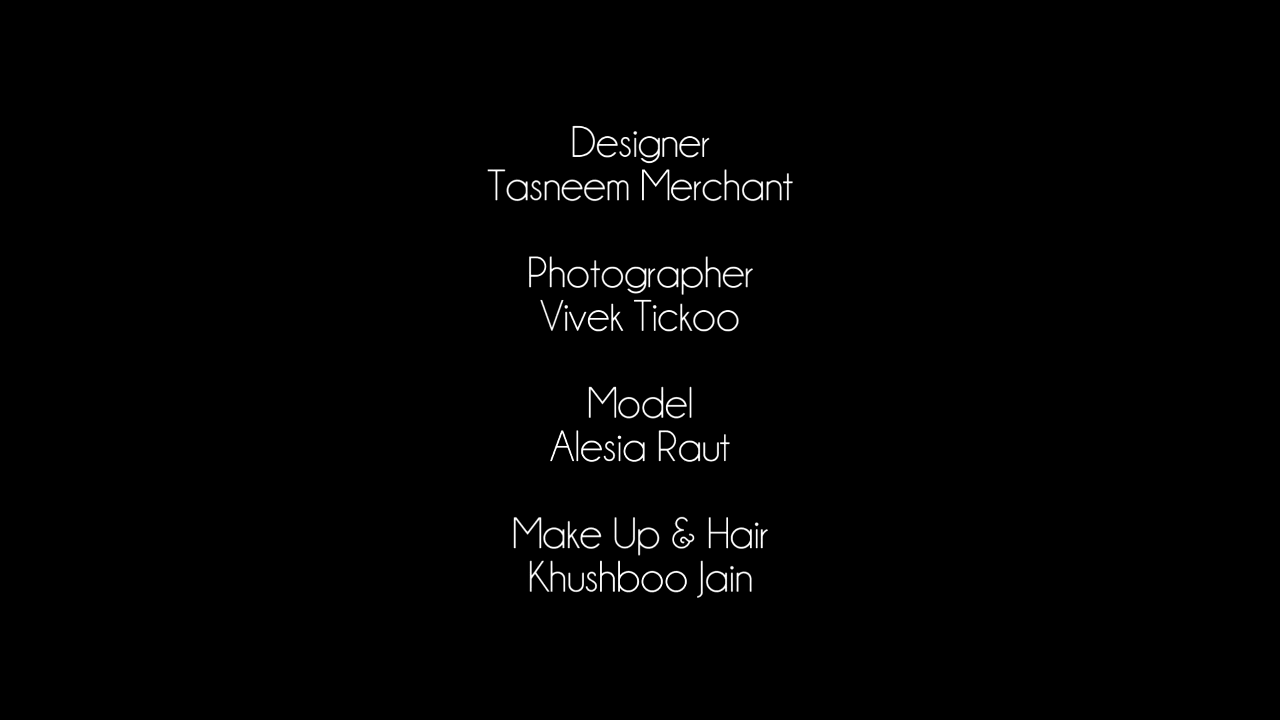 Designer
Tasneem Merchant
Photographer
Vivek Tickoo
Model
Alesia Raut
Make Up & Hair
Khushboo Jain